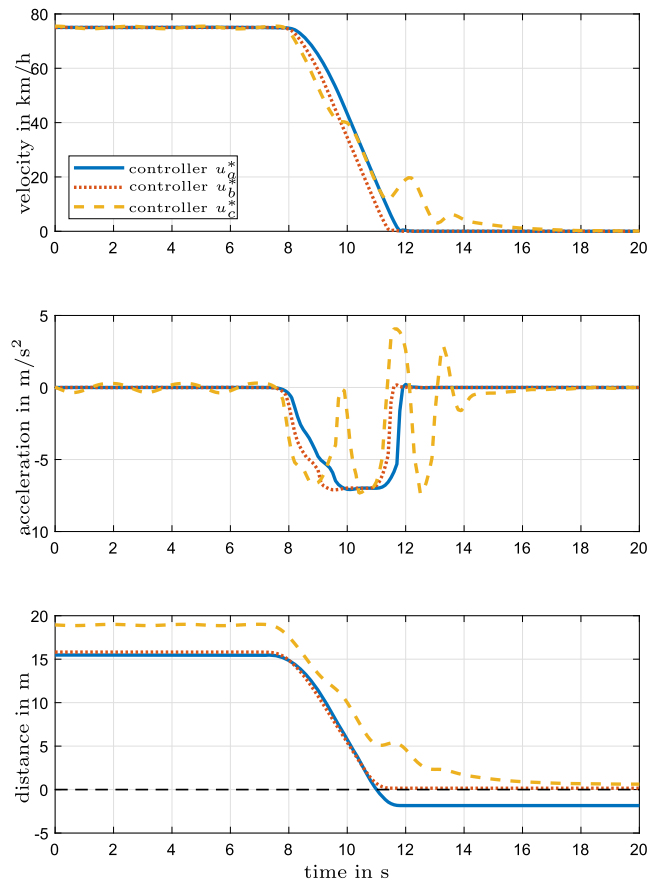 80
60
40
20
0
velocity in km/h
controller u*a
controller u*b
controller u*c
0 2 4 6 8 10 12 14 16 18 20
5
0
-5
-10
acceleration in m/s²
0 2 4 6 8 10 12 14 16 18 20
20
15
10
5
0
-5
distance in m
0 2 4 6 8 10 12 14 16 18 20
time in s